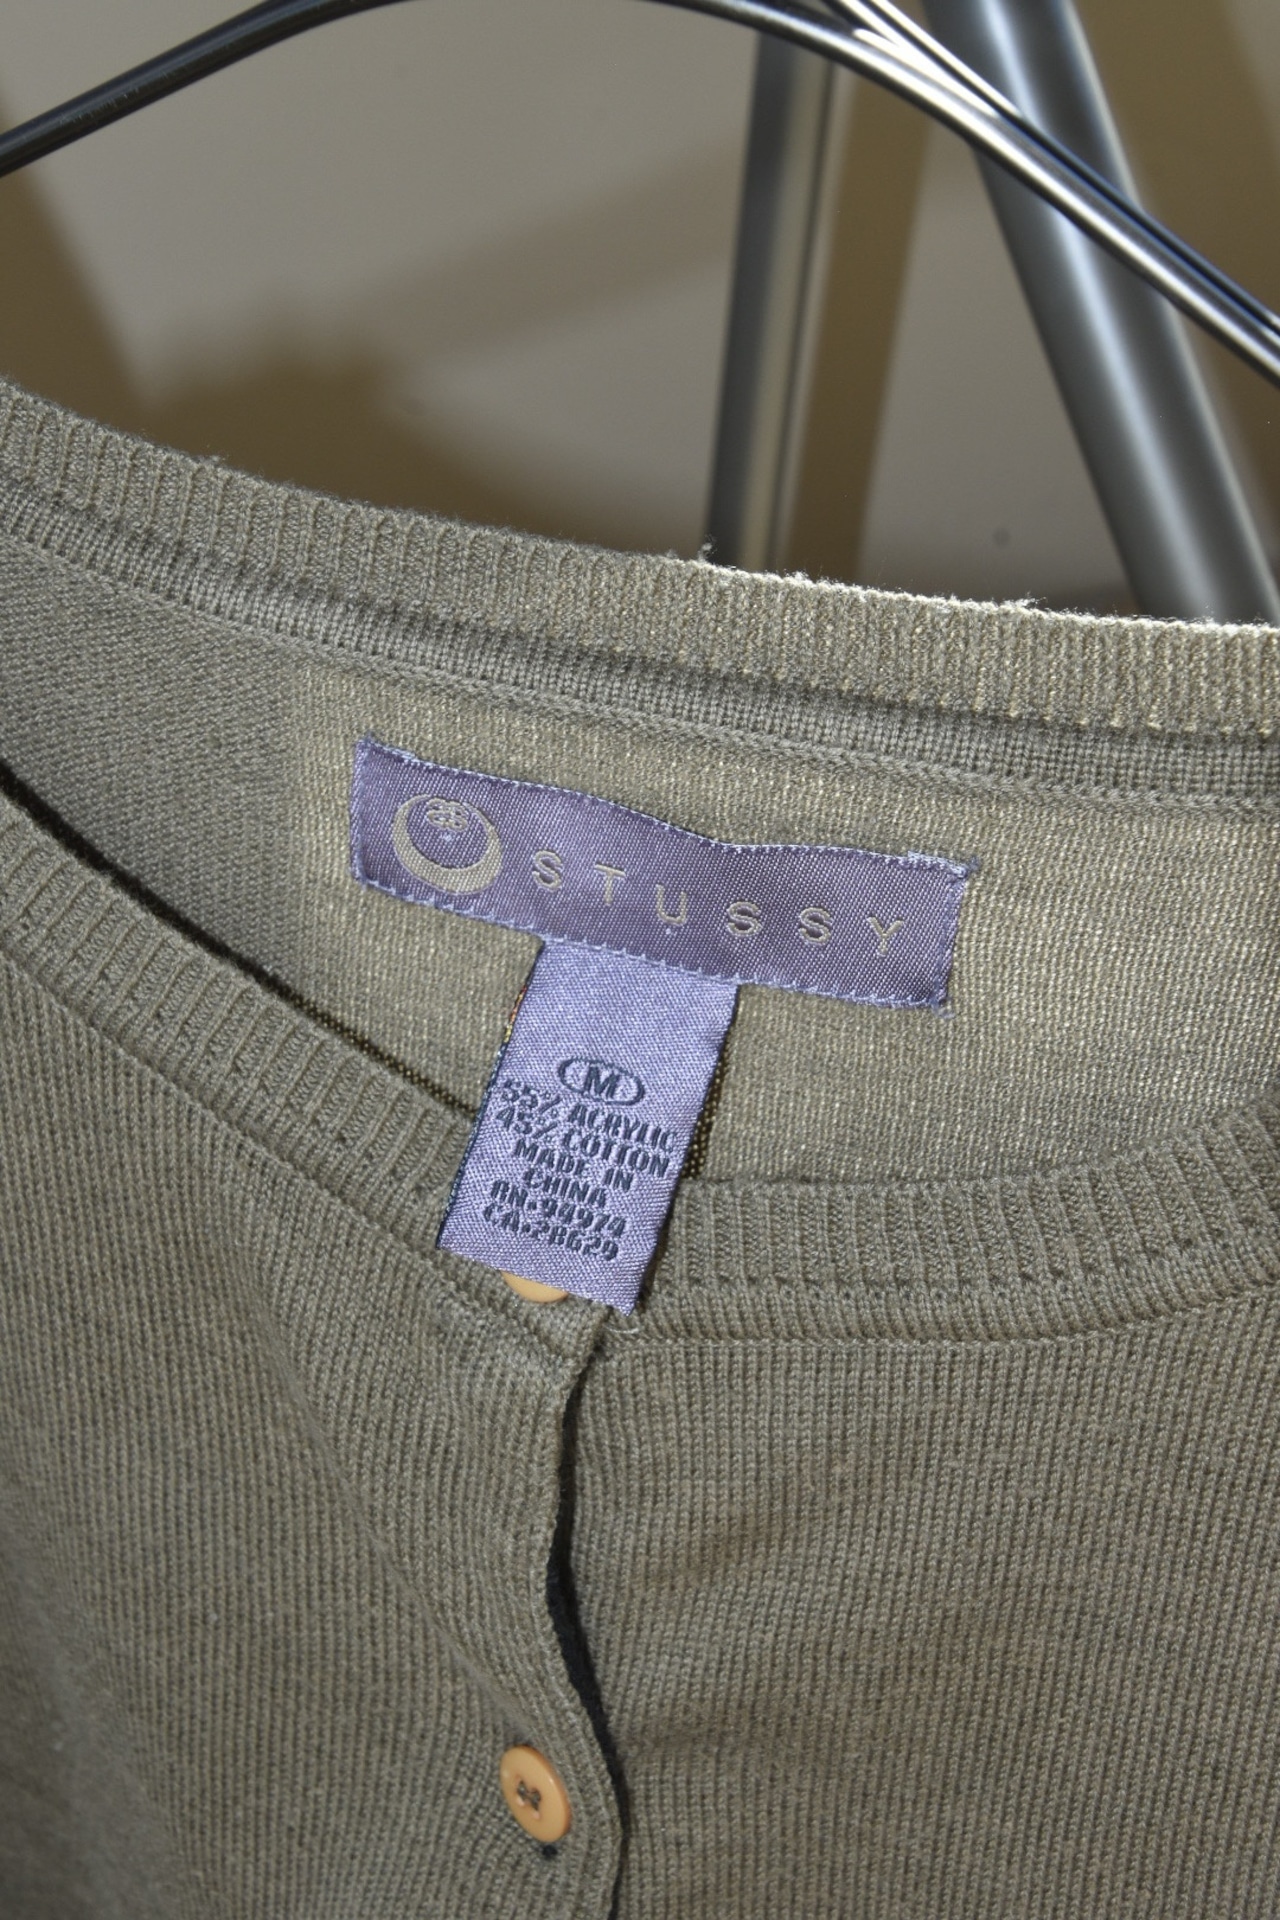 STUSSY
M
55% ACRYLIC
45% COTTON
MADE IN
CHINA
RN•94974
CA•28629